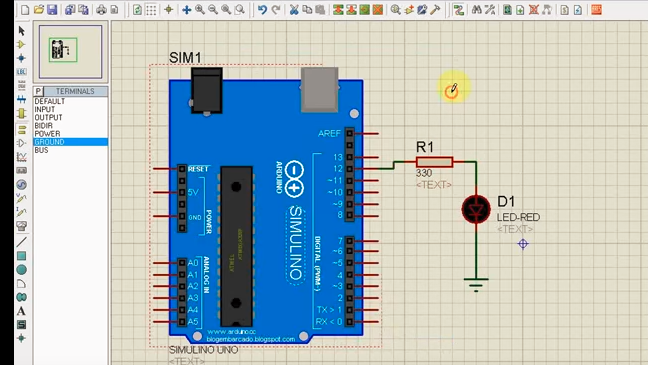 LBL
P
TERMINALS
DEFAULT
INPUT
OUTPUT
BIDIR
POWER
GROUND
BUS
A
SIM1
AREF
13
12
~11
~10
~9
8
7
~6
~5
4
~3
2
TX > 1
RX < 0
RESET
5V
GND
POWER
A0
A1
A2
A3
A4
A5
ANALOG IN
ARDUINO
SIMULINO
DIGITAL (PWM~)
www.arduino.cc
blogembarcado.blogspot.com
SIMULINO UNO
<TEXT>
R1
330
<TEXT>
D1
LED-RED
<TEXT>